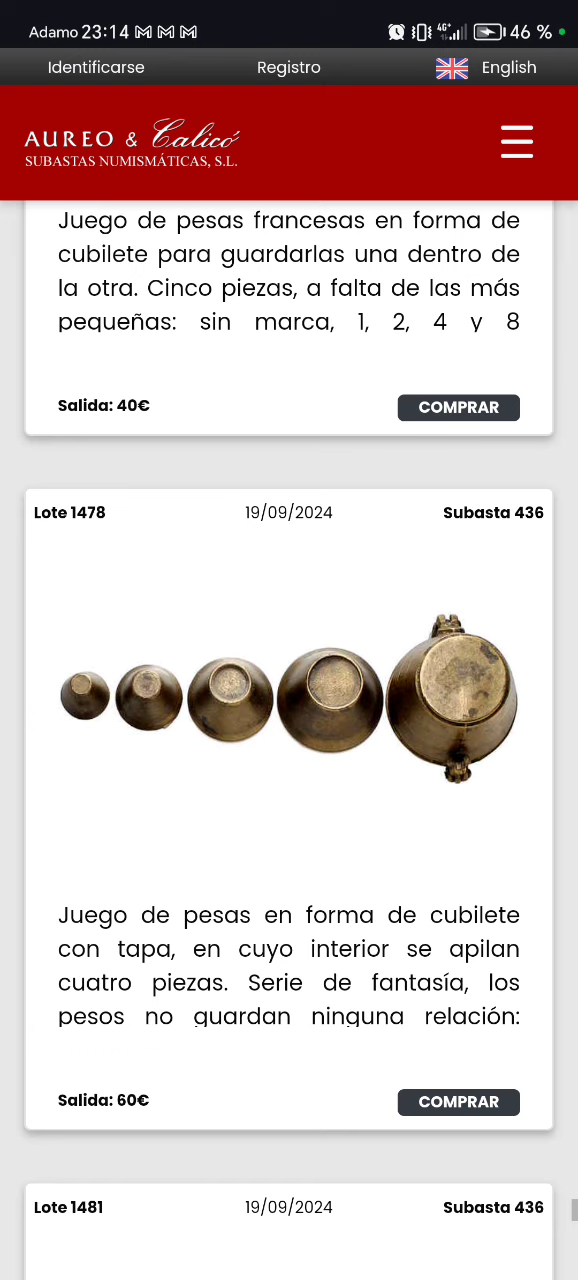 Adamo 23:14 46 %
Identificarse Registro English
AUREO & Calicó
SUBASTAS NUMISMÁTICAS, S.L.
Juego de pesas francesas en forma de
cubilete para guardarlas una dentro de
la otra. Cinco piezas, a falta de las más
pequeñas: sin marca, 1, 2, 4 y 8
Salida: 40€ COMPRAR
Lote 1478 19/09/2024 Subasta 436
Juego de pesas en forma de cubilete
con tapa, en cuyo interior se apilan
cuatro piezas. Serie de fantasía, los
pesos no guardan ninguna relación:
Salida: 60€ COMPRAR
Lote 1481 19/09/2024 Subasta 436